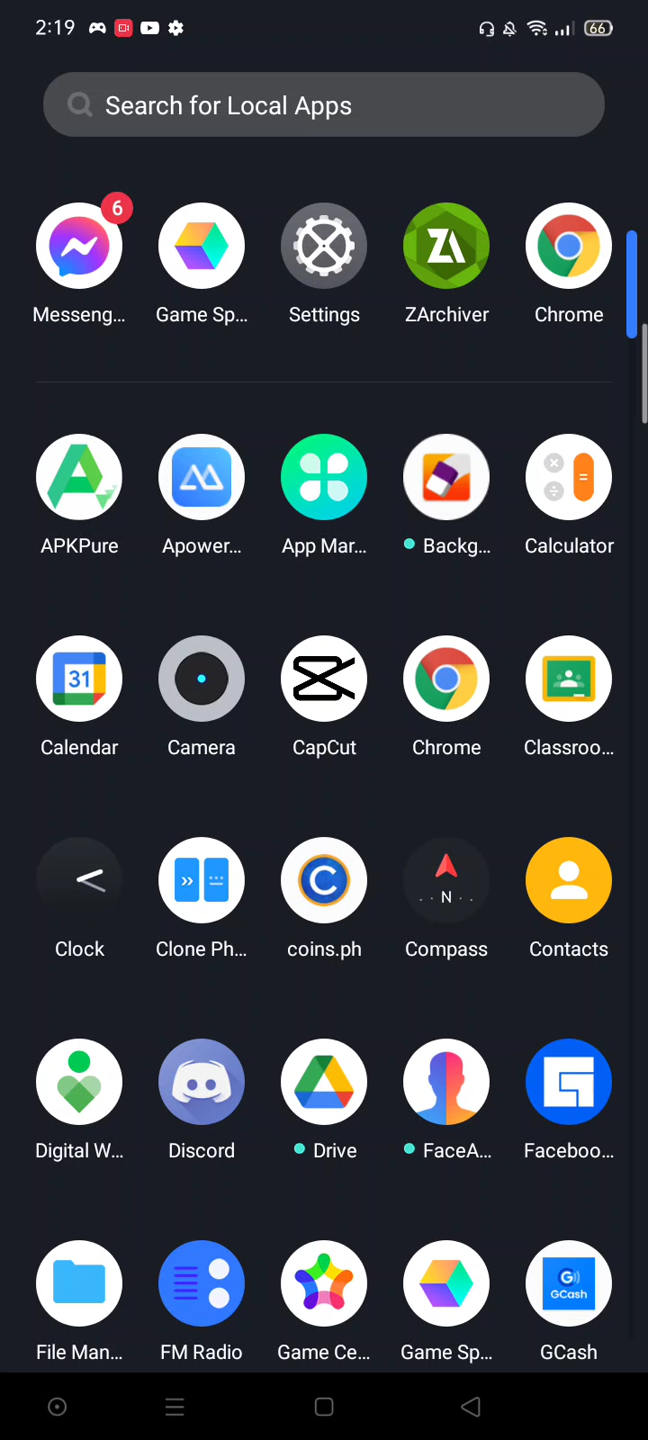 2:19
66
Search for Local Apps
6
Messeng...
Game Sp...
Settings
ZArchiver
Chrome
APKPure
Apower...
App Mar...
Backg...
Calculator
31
Calendar
Camera
CapCut
Chrome
Classroo...
Clock
Clone Ph...
coins.ph
N
Compass
Contacts
Digital W...
Discord
Drive
FaceA...
Faceboo...
File Man...
FM Radio
Game Ce...
Game Sp...
GCash
GCash